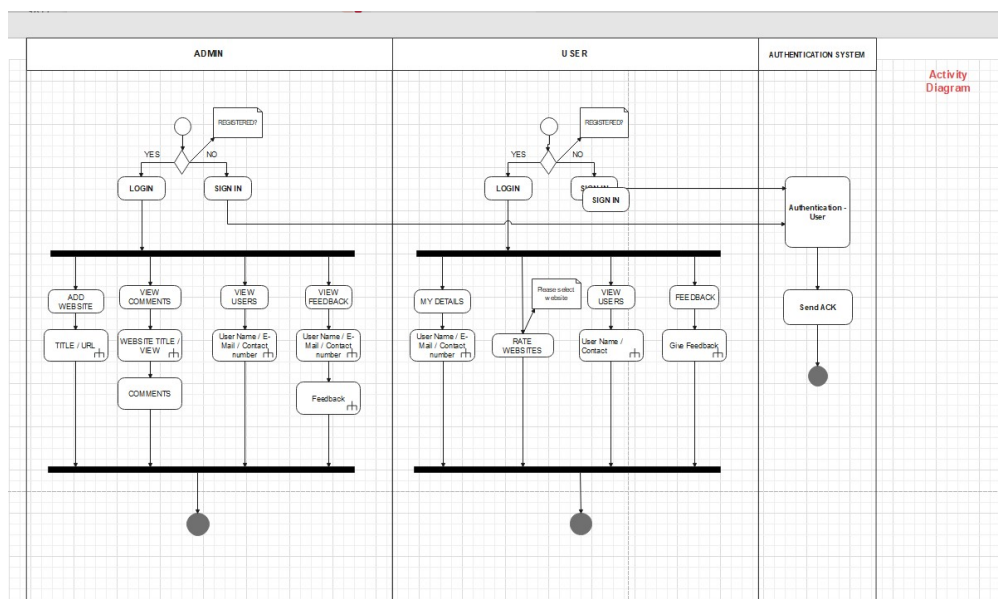 ADMIN
USER
AUTHENTICATION SYSTEM
Activity
Diagram
REGISTERED?
YES
NO
LOGIN
SIGN IN
REGISTERED?
YES
NO
LOGIN
SIGN IN
Authentication -
User
Send ACK
ADD
WEBSITE
TITLE / URL
VIEW
COMMENTS
WEBSITE TITLE /
VIEW
COMMENTS
VIEW
USERS
User Name / E-
Mail / Contact
number
VIEW
FEEDBACK
User Name / E-
Mail / Contact
number
Feedback
MY DETAILS
User Name / E-
Mail / Contact
number
Please select
website
RATE
WEBSITES
VIEW
USERS
User Name /
Contact
FEEDBACK
Give Feedback